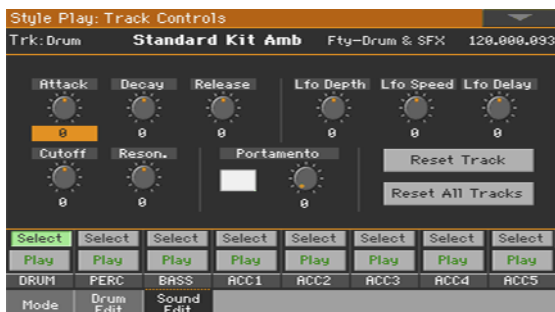 Style Play: Track Controls
Trk: Drum Standard Kit Amb Fty-Drum & SFX 120.000.093
Attack Decay Release Lfo Depth Lfo Speed Lfo Delay
0 0 0 0 0 0
Cutoff Reson. Portamento Reset Track
0 0 0 Reset All Tracks
Select Select Select Select Select Select Select Select
Play Play Play Play Play Play Play Play
DRUM PERC BASS ACC1 ACC2 ACC3 ACC4 ACC5
Mode Drum Edit Sound Edit